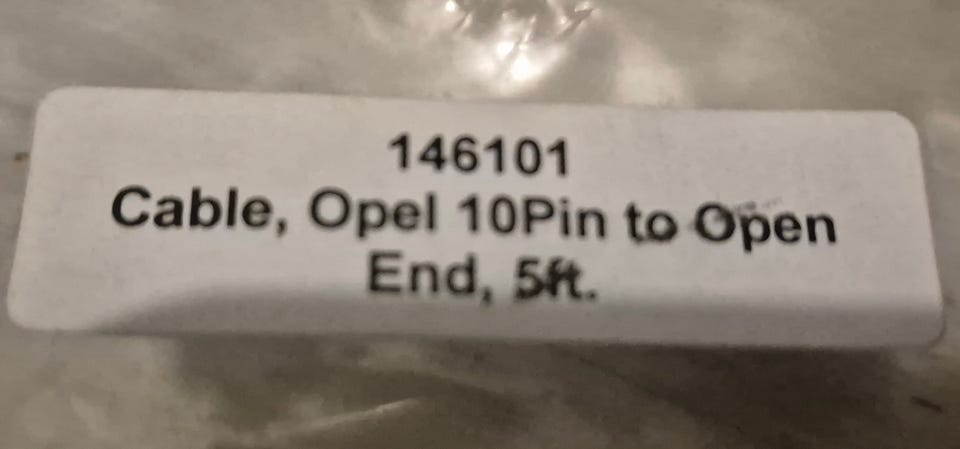 146101
Cable, Opel 10Pin to Open
End, 5ft.